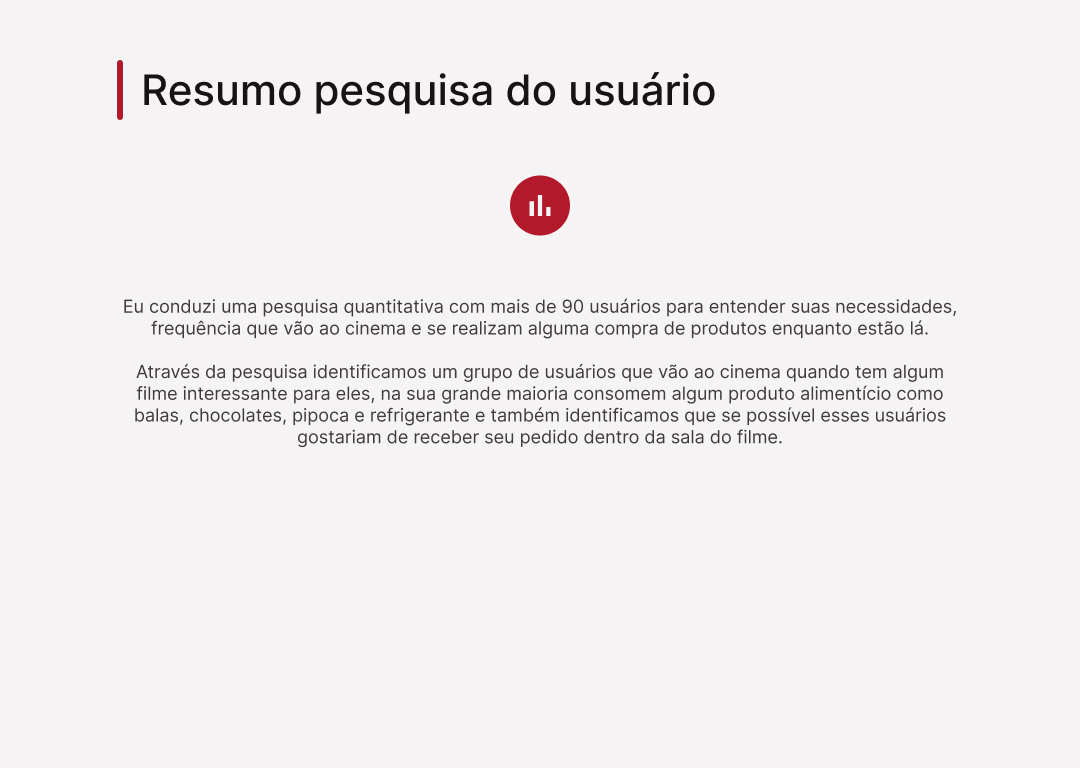 Resumo pesquisa do usuário
Eu conduzi uma pesquisa quantitativa com mais de 90 usuários para entender suas necessidades,
frequência que vão ao cinema e se realizam alguma compra de produtos enquanto estão lá.
Através da pesquisa identificamos um grupo de usuários que vão ao cinema quando tem algum
filme interessante para eles, na sua grande maioria consomem algum produto alimentício como
balas, chocolates, pipoca e refrigerante e também identificamos que se possível esses usuários
gostariam de receber seu pedido dentro da sala do filme.